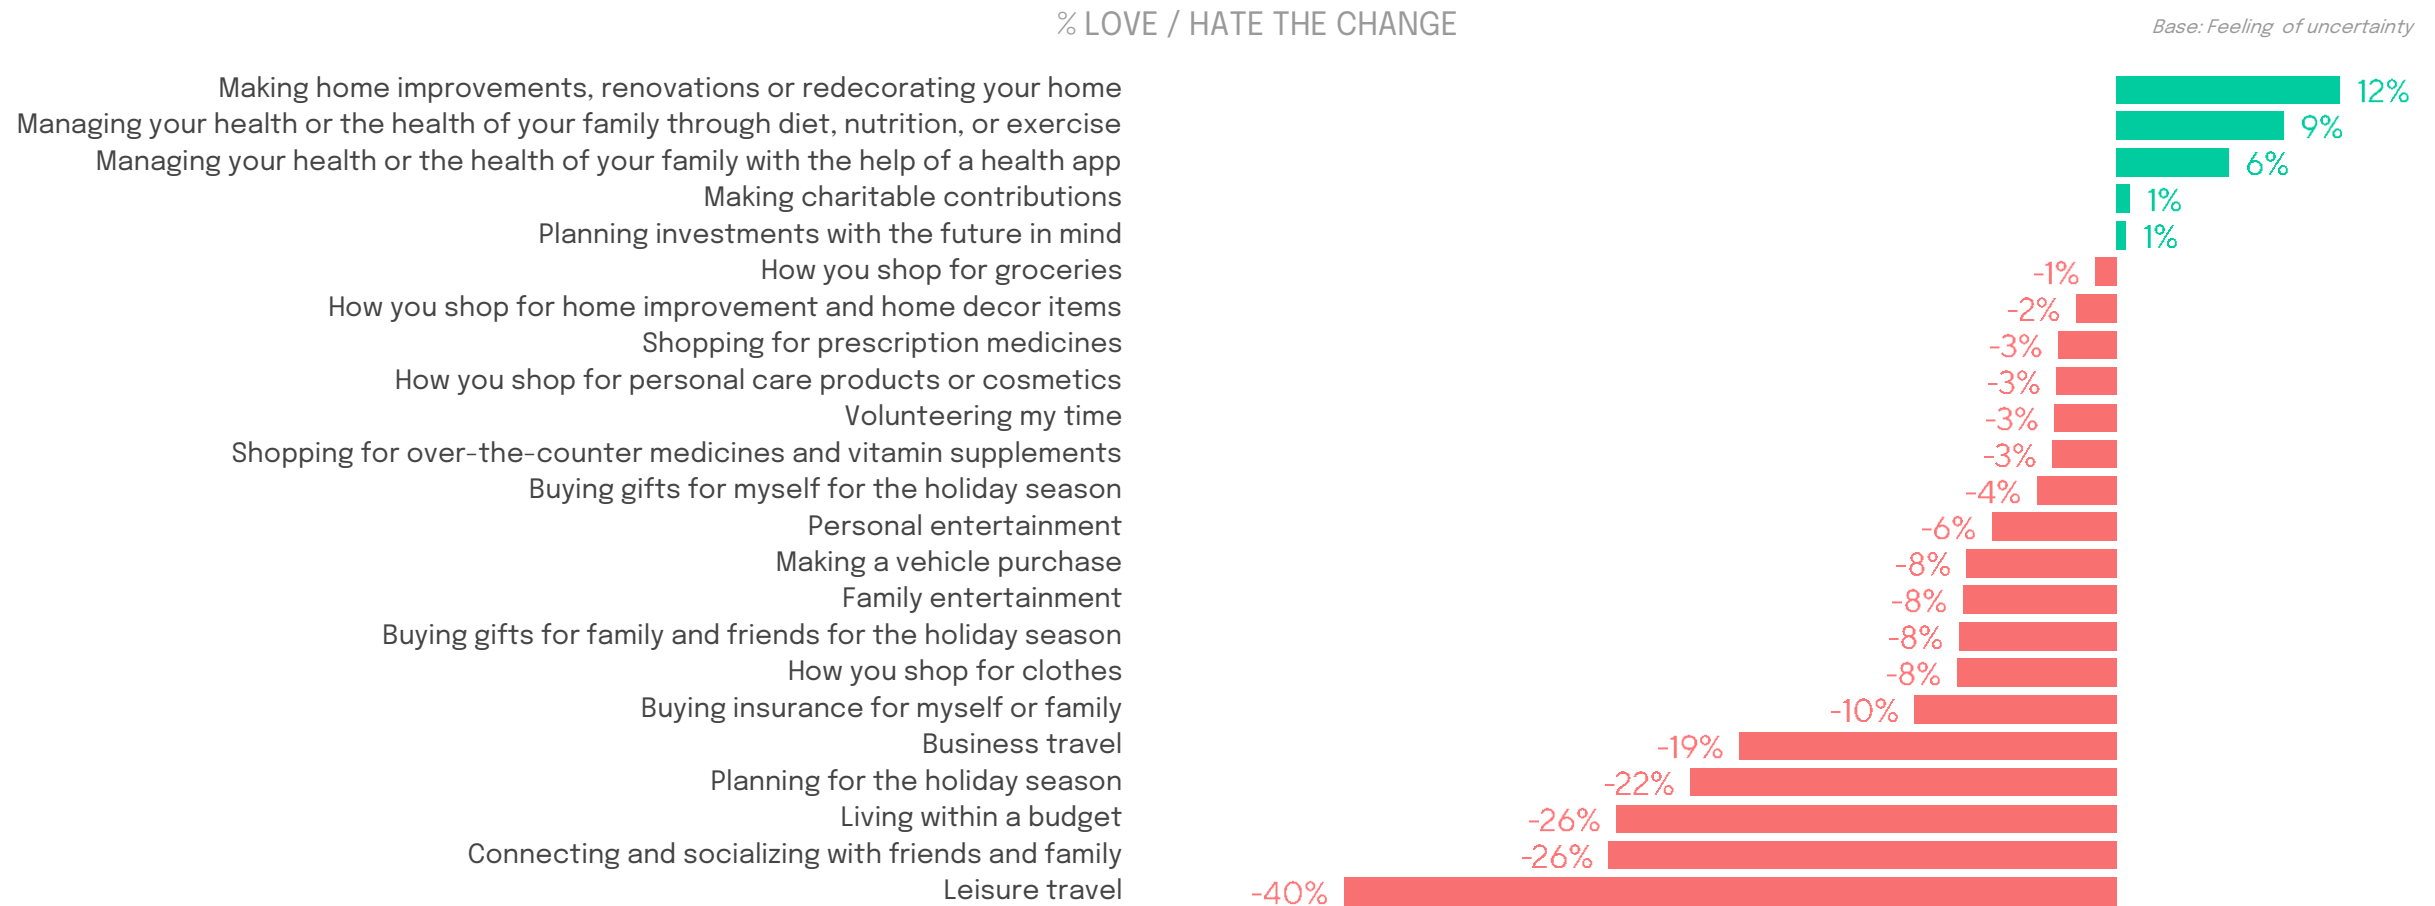 % LOVE / HATE THE CHANGE
Base: Feeling of uncertainty
Making home improvements, renovations or redecorating your home 12%
Managing your health or the health of your family through diet, nutrition, or exercise 9%
Managing your health or the health of your family with the help of a health app 6%
Making charitable contributions 1%
Planning investments with the future in mind 1%
How you shop for groceries -1%
How you shop for home improvement and home decor items -2%
Shopping for prescription medicines -3%
How you shop for personal care products or cosmetics -3%
Volunteering my time -3%
Shopping for over-the-counter medicines and vitamin supplements -3%
Buying gifts for myself for the holiday season -4%
Personal entertainment -6%
Making a vehicle purchase -8%
Family entertainment -8%
Buying gifts for family and friends for the holiday season -8%
How you shop for clothes -8%
Buying insurance for myself or family -10%
Business travel -19%
Planning for the holiday season -22%
Living within a budget -26%
Connecting and socializing with friends and family -26%
Leisure travel -40%